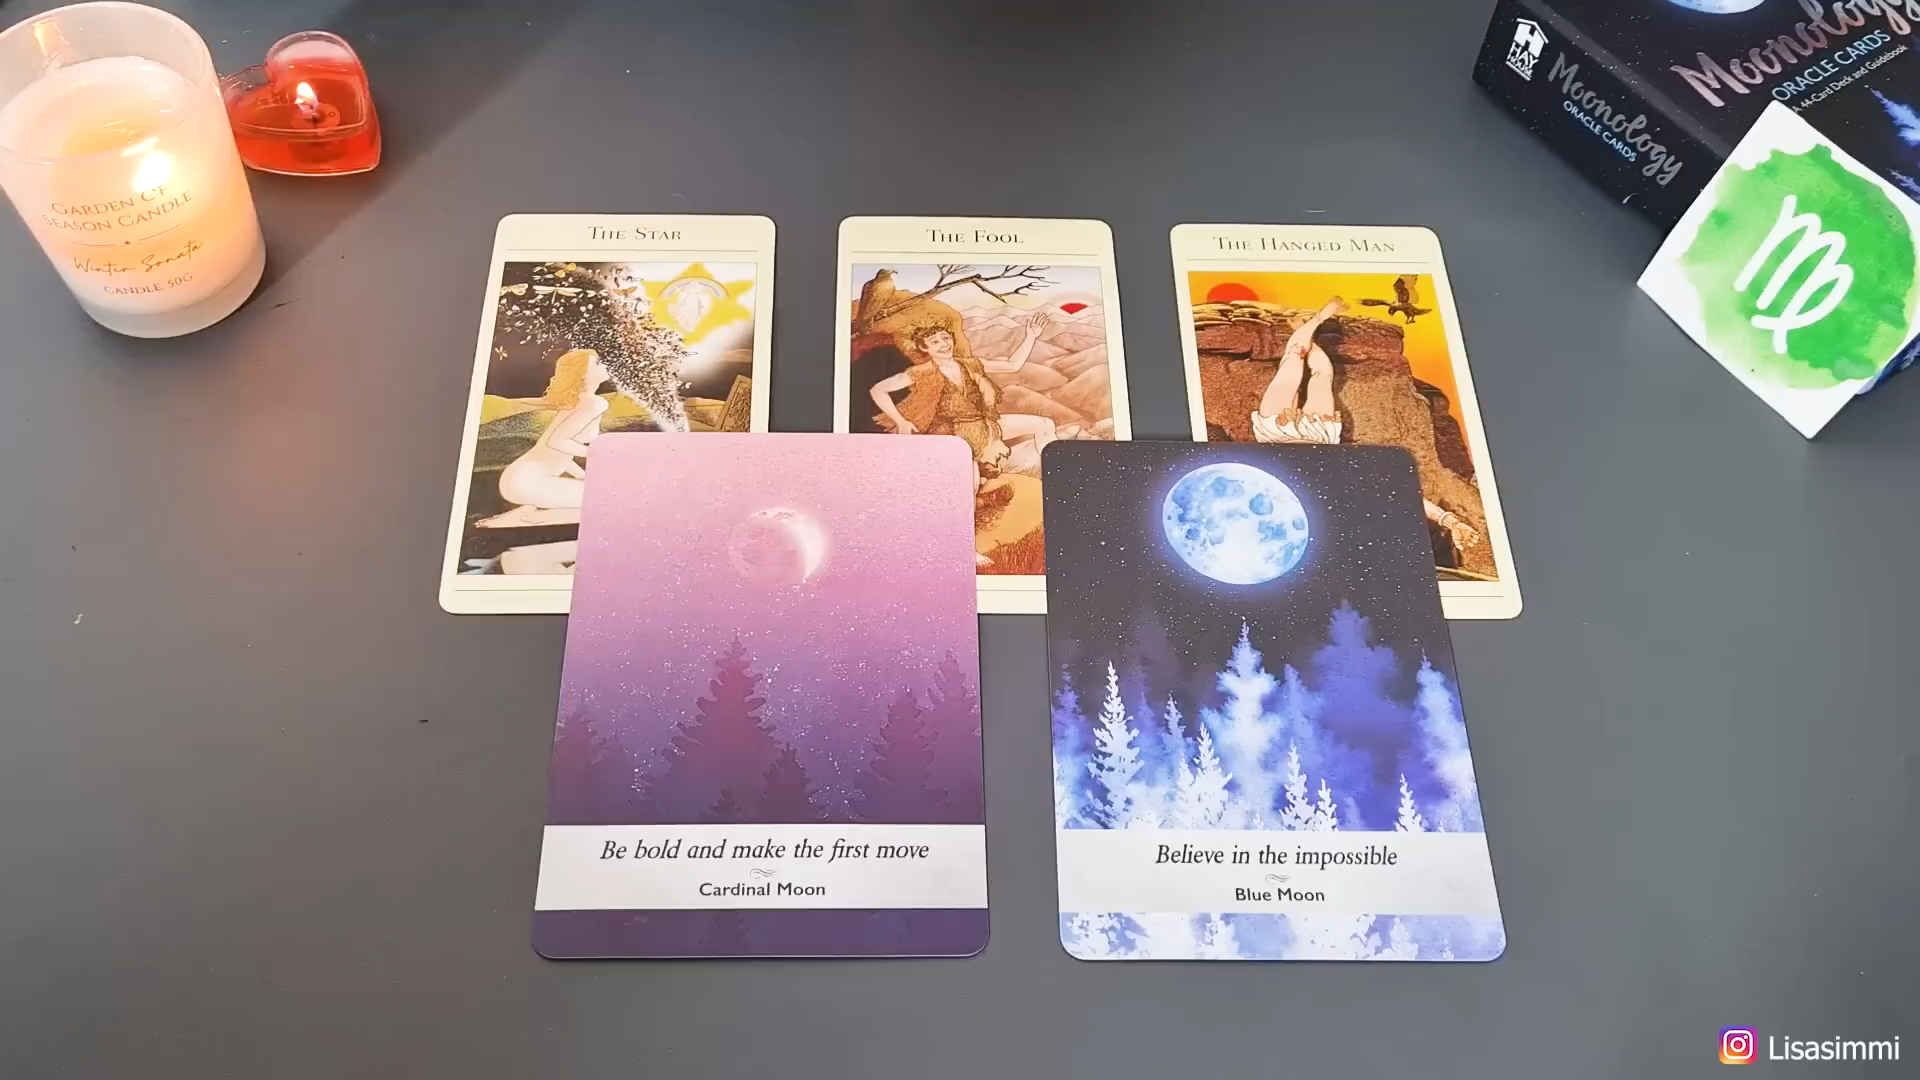 GARDEN OF
SEASON CANDLE
Winter Sonata
CANDLE 50G
HAY
HOUSE
Moonology
ORACLE CARDS
Moonology
ORACLE CARDS
A 44-Card Deck and Guidebook
THE STAR
THE FOOL
THE HANGED MAN
Be bold and make the first move
Cardinal Moon
Believe in the impossible
Blue Moon
Lisasimmi